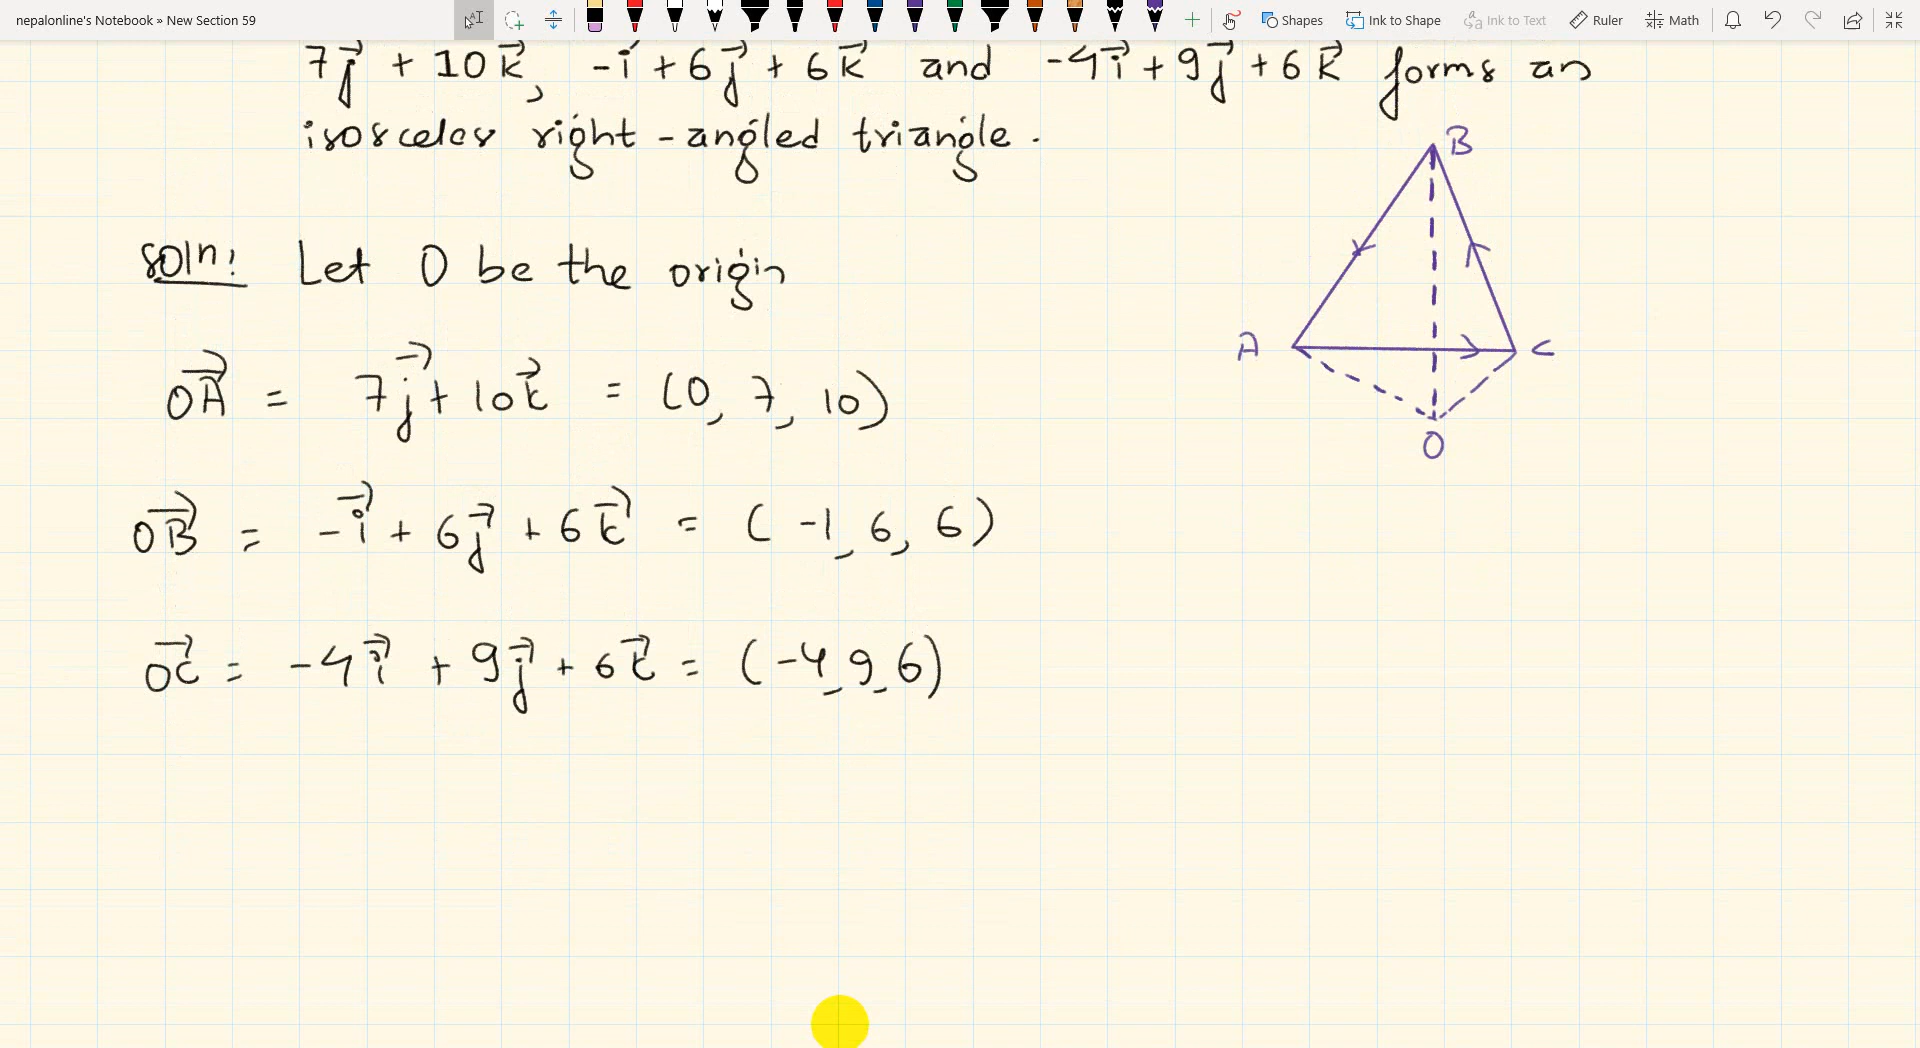 nepalonline's Notebook » New Section 59
Shapes
Ink to Shape
Ink to Text
Ruler
Math
7j⃗ + 10k⃗, -i⃗ + 6j⃗ + 6k⃗ and -4i⃗ + 9j⃗ + 6k⃗ forms an
isosceles right-angled triangle.
B
A
C
O
soln: Let O be the origin
OA⃗ = 7j⃗ + 10k⃗ = (0, 7, 10)
OB⃗ = -i⃗ + 6j⃗ + 6k⃗ = (-1, 6, 6)
OC⃗ = -4i⃗ + 9j⃗ + 6k⃗ = (-4, 9, 6)